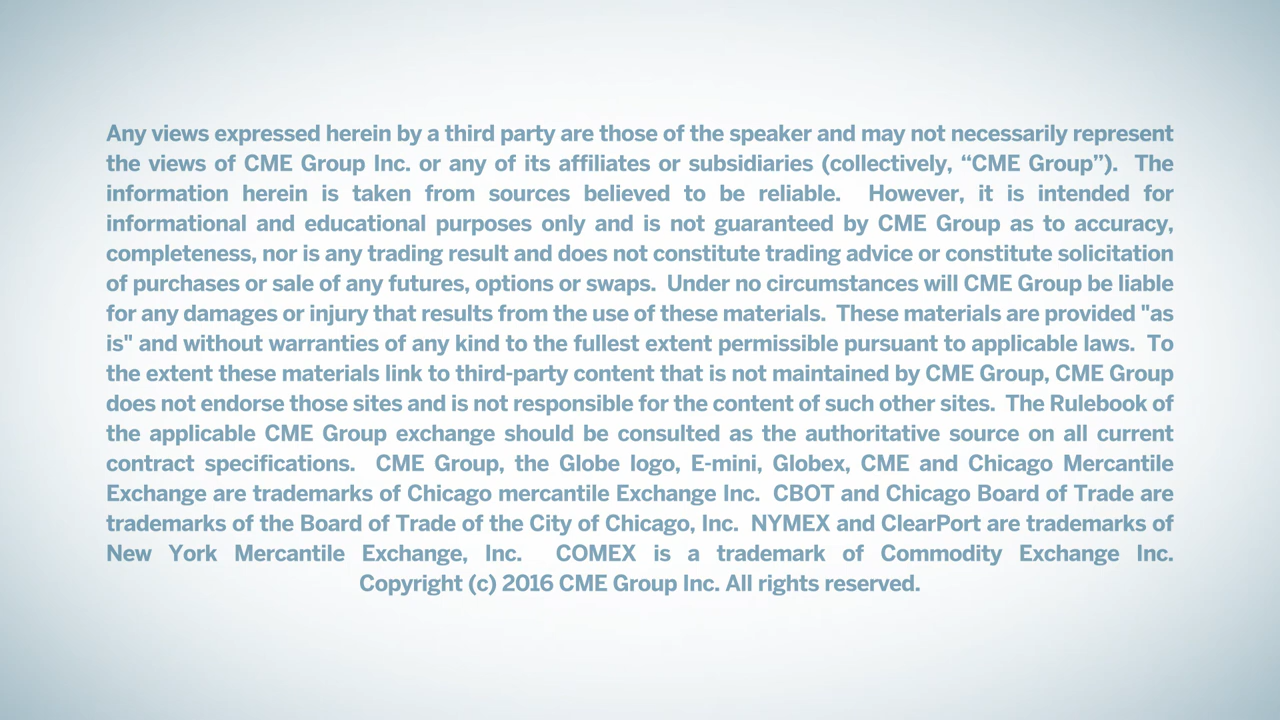 Any views expressed herein by a third party are those of the speaker and may not necessarily represent
the views of CME Group Inc. or any of its affiliates or subsidiaries (collectively, “CME Group”). The
information herein is taken from sources believed to be reliable. However, it is intended for
informational and educational purposes only and is not guaranteed by CME Group as to accuracy,
completeness, nor is any trading result and does not constitute trading advice or constitute solicitation
of purchases or sale of any futures, options or swaps. Under no circumstances will CME Group be liable
for any damages or injury that results from the use of these materials. These materials are provided "as
is" and without warranties of any kind to the fullest extent permissible pursuant to applicable laws. To
the extent these materials link to third-party content that is not maintained by CME Group, CME Group
does not endorse those sites and is not responsible for the content of such other sites. The Rulebook of
the applicable CME Group exchange should be consulted as the authoritative source on all current
contract specifications. CME Group, the Globe logo, E-mini, Globex, CME and Chicago Mercantile
Exchange are trademarks of Chicago mercantile Exchange Inc. CBOT and Chicago Board of Trade are
trademarks of the Board of Trade of the City of Chicago, Inc. NYMEX and ClearPort are trademarks of
New York Mercantile Exchange, Inc. COMEX is a trademark of Commodity Exchange Inc.
Copyright (c) 2016 CME Group Inc. All rights reserved.